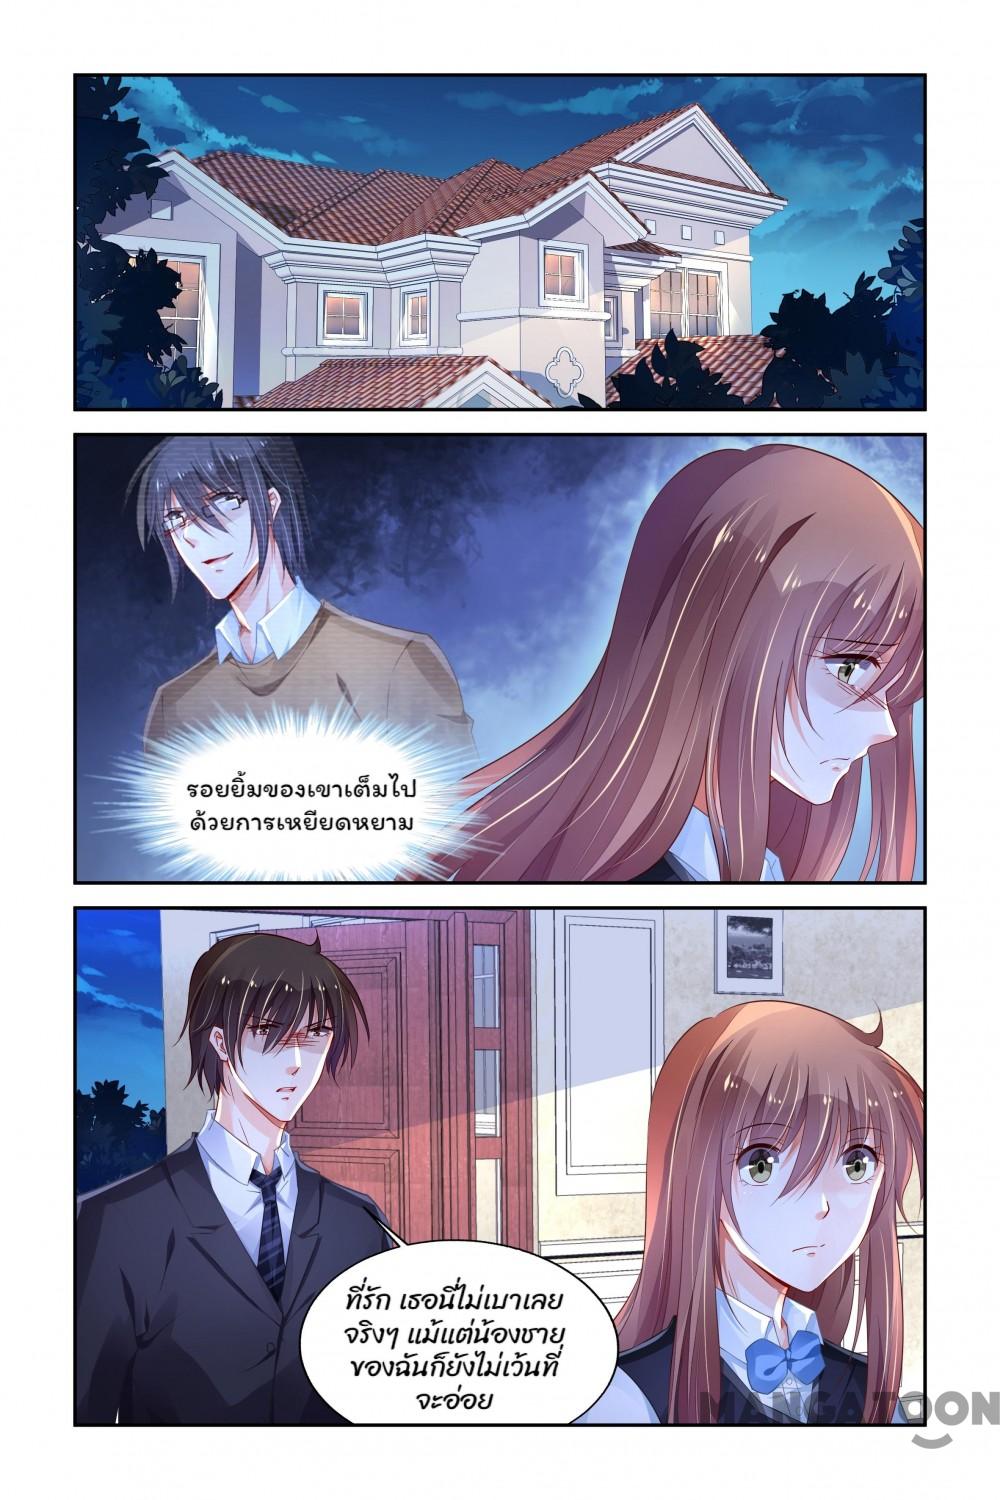 รอยยิ้มของเขาเต็มไป
ด้วยการเหยียดหยาม
ที่รัก เธอนี่ไม่เบาเลย
จริงๆ แม้แต่น้องชาย
ของฉันก็ยังไม่เว้นที่
จะอ่อย
MANGATOON